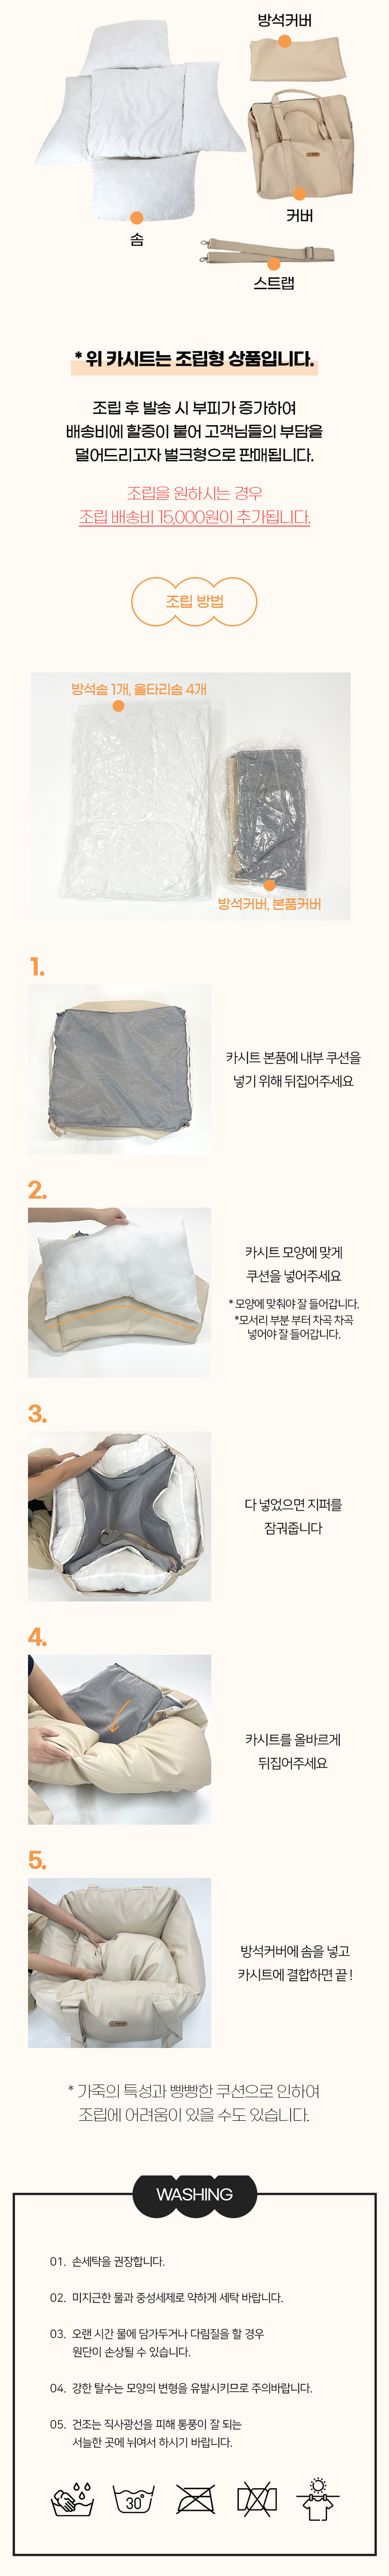 방석커버
커버
솜
스트랩
* 위 카시트는 조립형 상품입니다.
조립 후 발송 시 부피가 증가하여
배송비에 할증이 붙어 고객님들의 부담을
덜어드리고자 벌크형으로 판매됩니다.
조립을 원하시는 경우
조립 배송비 15,000원이 추가됩니다.
조립 방법
방석솜 1개, 울타리솜 4개
방석커버, 본품커버
1.
카시트 본품에 내부 쿠션을
넣기 위해 뒤집어주세요
2.
카시트 모양에 맞게
쿠션을 넣어주세요
* 모양에 맞춰야 잘 들어갑니다.
*모서리 부분 부터 차곡 차곡
넣어야 잘 들어갑니다.
3.
다 넣었으면 지퍼를
잠궈줍니다
4.
카시트를 올바르게
뒤집어주세요
5.
방석커버에 솜을 넣고
카시트에 결합하면 끝!
* 가죽의 특성과 빵빵한 쿠션으로 인하여
조립에 어려움이 있을 수도 있습니다.
WASHING
01. 손세탁을 권장합니다.
02. 미지근한 물과 중성세제로 약하게 세탁 바랍니다.
03. 오랜 시간 물에 담가두거나 다림질을 할 경우
원단이 손상될 수 있습니다.
04. 강한 탈수는 모양의 변형을 유발시키므로 주의바랍니다.
05. 건조는 직사광선을 피해 통풍이 잘 되는
서늘한 곳에 뉘여서 하시기 바랍니다.
30°